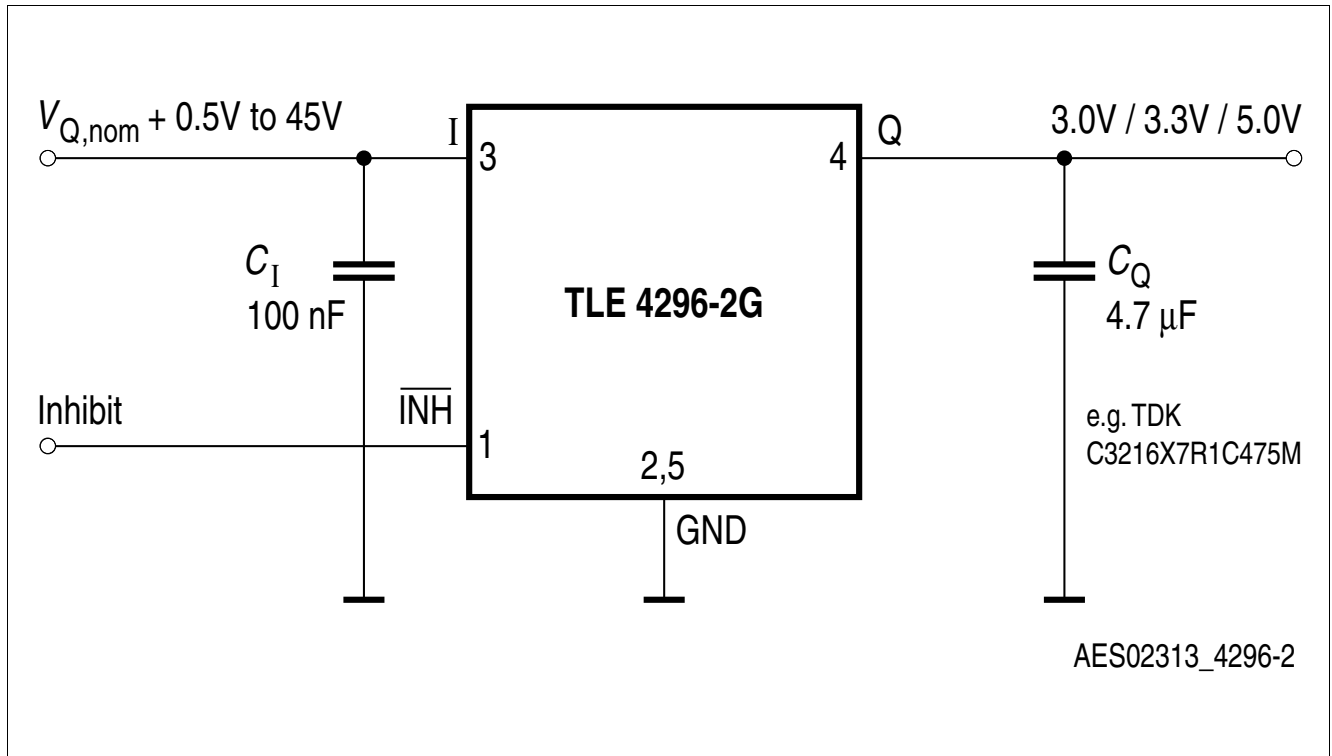 V Q,nom + 0.5V to 45V
I
3
4
Q
3.0V / 3.3V / 5.0V
C I
100 nF
TLE 4296-2G
C Q
4.7 μF
Inhibit
INH
1
2,5
GND
e.g. TDK
C3216X7R1C475M
AES02313_4296-2